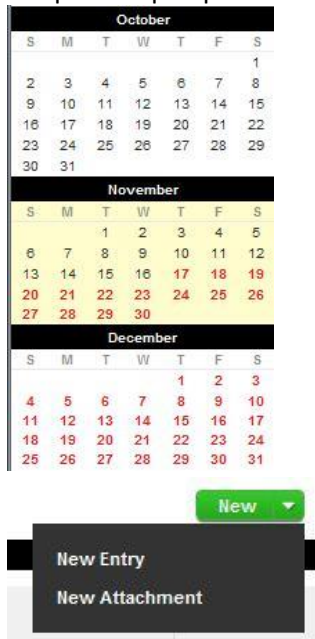 October
S M T W T F S
1
2 3 4 5 6 7 8
9 10 11 12 13 14 15
16 17 18 19 20 21 22
23 24 25 26 27 28 29
30 31
November
S M T W T F S
1 2 3 4 5
6 7 8 9 10 11 12
13 14 15 16 17 18 19
20 21 22 23 24 25 26
27 28 29 30
December
S M T W T F S
1 2 3
4 5 6 7 8 9 10
11 12 13 14 15 16 17
18 19 20 21 22 23 24
25 26 27 28 29 30 31
New
New Entry
New Attachment